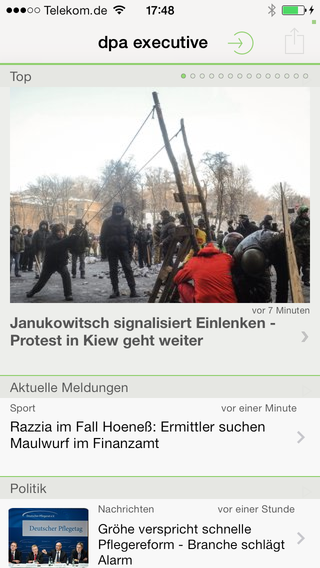 Telekom.de 17:48
dpa executive
Top
vor 7 Minuten
Janukowitsch signalisiert Einlenken -
Protest in Kiew geht weiter
Aktuelle Meldungen
Sport vor einer Minute
Razzia im Fall Hoeneß: Ermittler suchen
Maulwurf im Finanzamt
Politik
Nachrichten vor einer Stunde
Deutscher Pflegetag
Gröhe verspricht schnelle
Pflegereform - Branche schlägt
Alarm